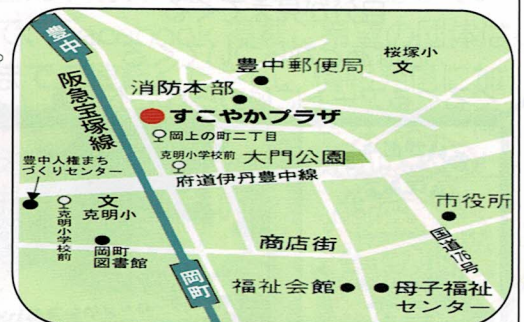 豊中
阪急宝塚線
豊中郵便局
桜塚小
文
消防本部
すこやかプラザ
岡上の町二丁目
克明小学校前
大門公園
府道伊丹豊中線
豊中人権まち
づくりセンター
克明小学校前
文
克明小
岡町
図書館
商店街
市役所
国道176号
岡町
福祉会館
母子福祉
センター